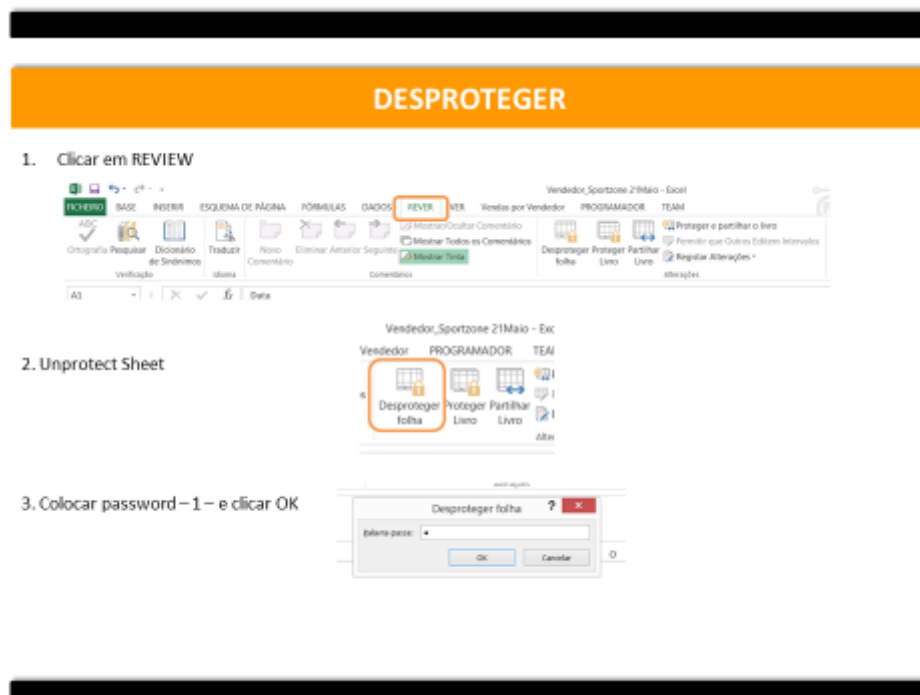 DESPROTEGER
1. Clicar em REVIEW
Vendedor_Sportzone 21Maio - Excel
FICHEIRO BASE INSERIR ESQUEMA DE PÁGINA FÓRMULAS DADOS REVER VER Vendas por Vendedor PROGRAMADOR TEAM
ABC
Mostrar/Ocultar Comentário
Proteger e partilhar o livro
Mostrar Todos os Comentários
Permitir que Outros Editem Intervalos
Ortografia Pesquisar Dicionário Traduzir Novo Eliminar Anterior Seguinte
de Sinónimos Comentário
Mostrar Tinta
Desproteger Proteger Partilhar
folha Livro Livro
Registar Alterações
Verificação Idioma Comentários Alterações
A1 fx Data
Vendedor_Sportzone 21Maio - Exc
Vendedor PROGRAMADOR TEAI
2. Unprotect Sheet
Desproteger Proteger Partilhar
folha Livro Livro
Alter
3. Colocar password – 1 – e clicar OK
Desproteger folha ? ×
Palavra-passe:
OK Cancelar
O